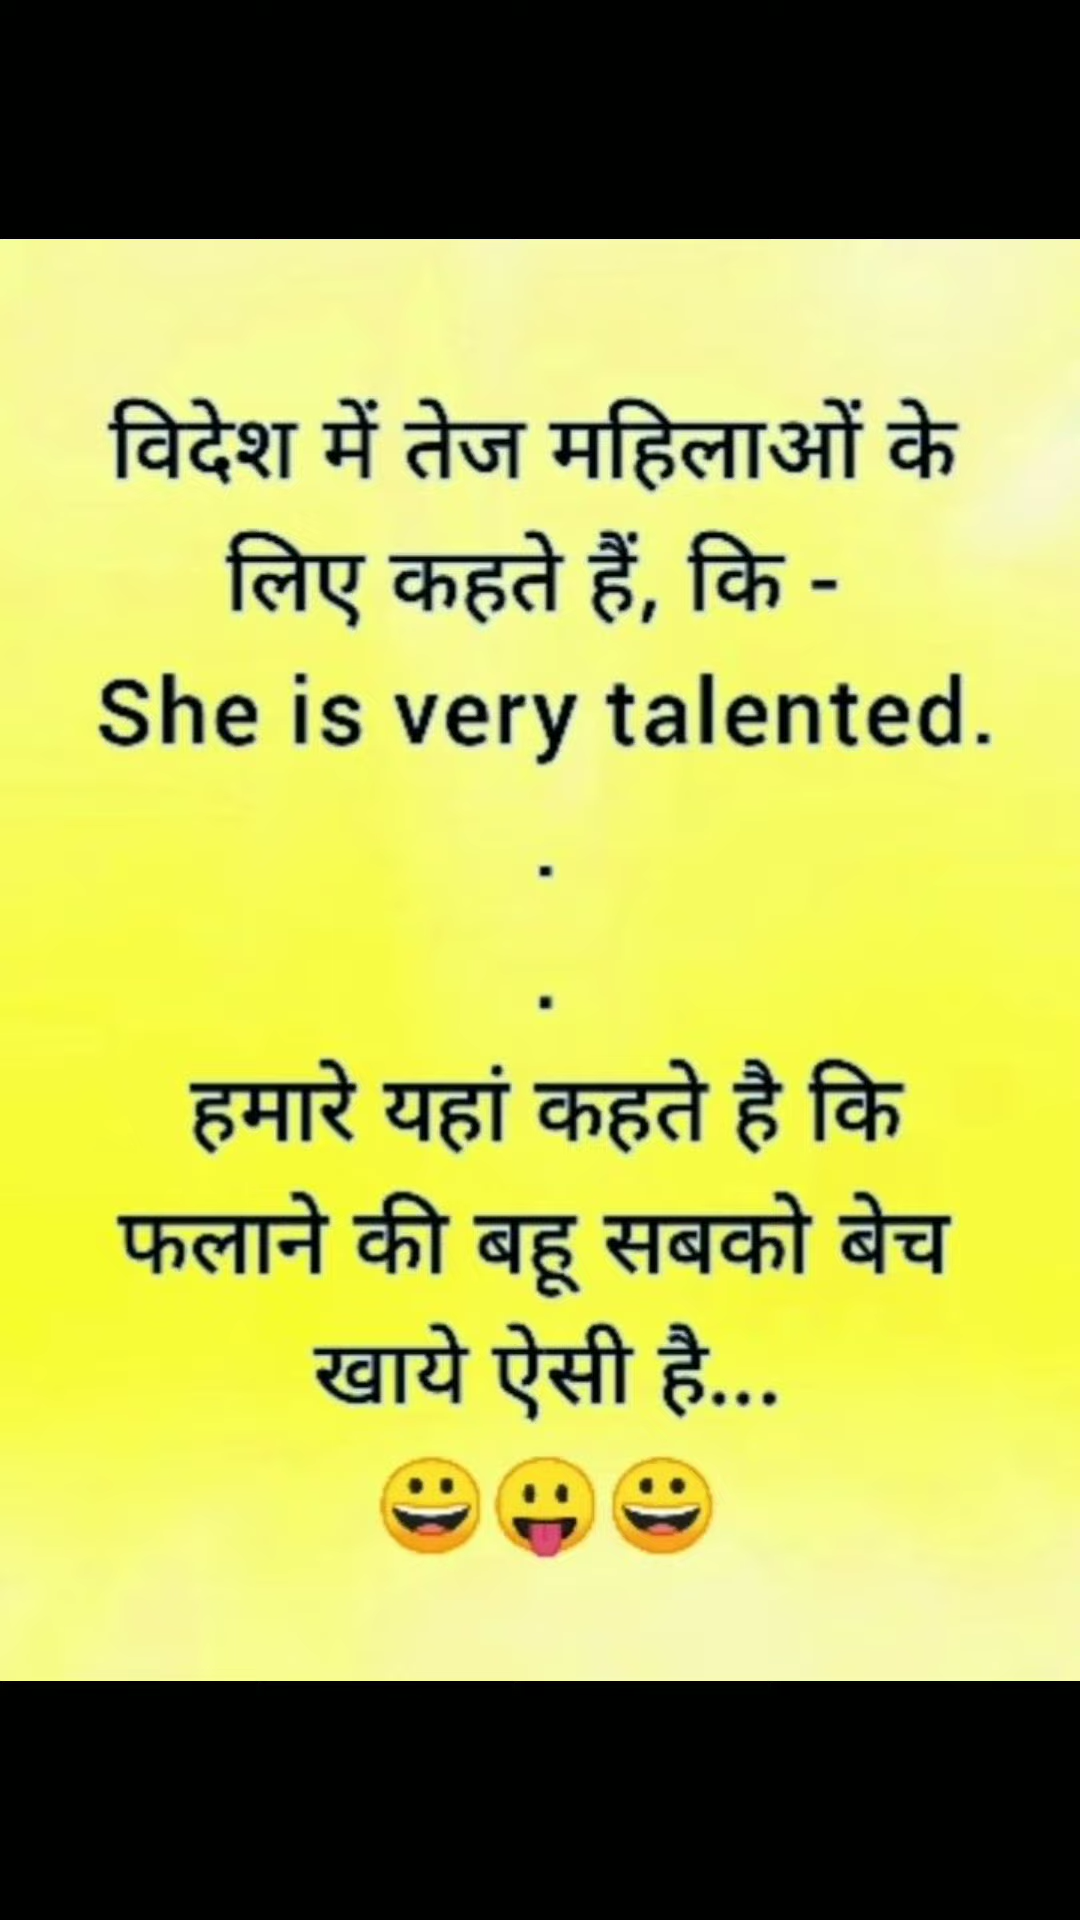 विदेश में तेज महिलाओं के
लिए कहते हैं, कि -
She is very talented.
.
.
हमारे यहां कहते है कि
फलाने की बहू सबको बेच
खाये ऐसी है...
😀😛😀